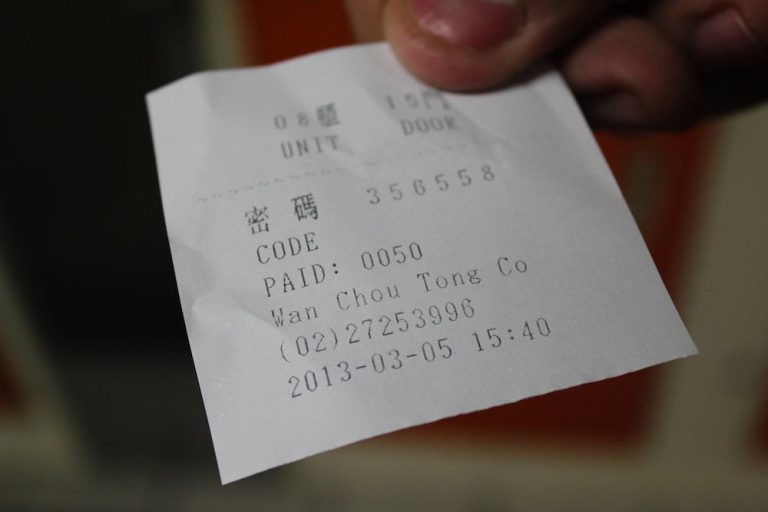 08櫃 15門
UNIT DOOR
密碼 356558
CODE
PAID: 0050
Wan Chou Tong Co
(02)27253996
2013-03-05 15:40